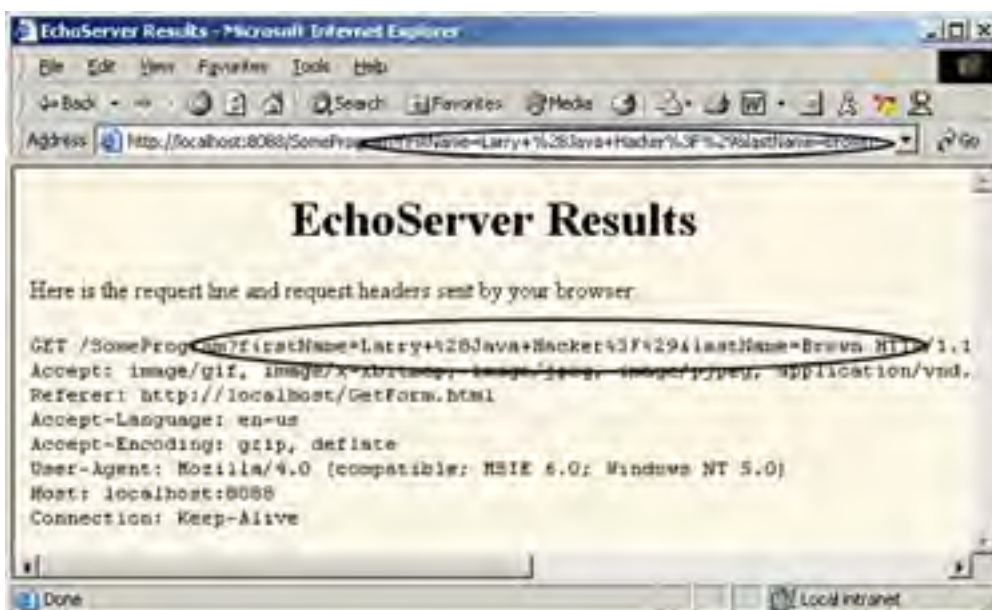 EchoServer Results - Microsoft Internet Explorer
File Edit View Favorites Tools Help
Back Search Favorites Media
Address http://localhost:8088/SomeProgram?firstName=Larry+%28Java+Hacker%3F%29&lastName=Brown Go
EchoServer Results
Here is the request line and request headers sent by your browser:
GET /SomeProgram?firstName=Larry+%28Java+Hacker%3F%29&lastName=Brown HTTP/1.1
Accept: image/gif, image/x-xbitmap, image/jpeg, image/pjpeg, application/vnd.
Referer: http://localhost/GetForm.html
Accept-Language: en-us
Accept-Encoding: gzip, deflate
User-Agent: Mozilla/4.0 (compatible; MSIE 6.0; Windows NT 5.0)
Host: localhost:8088
Connection: Keep-Alive
Done Local intranet